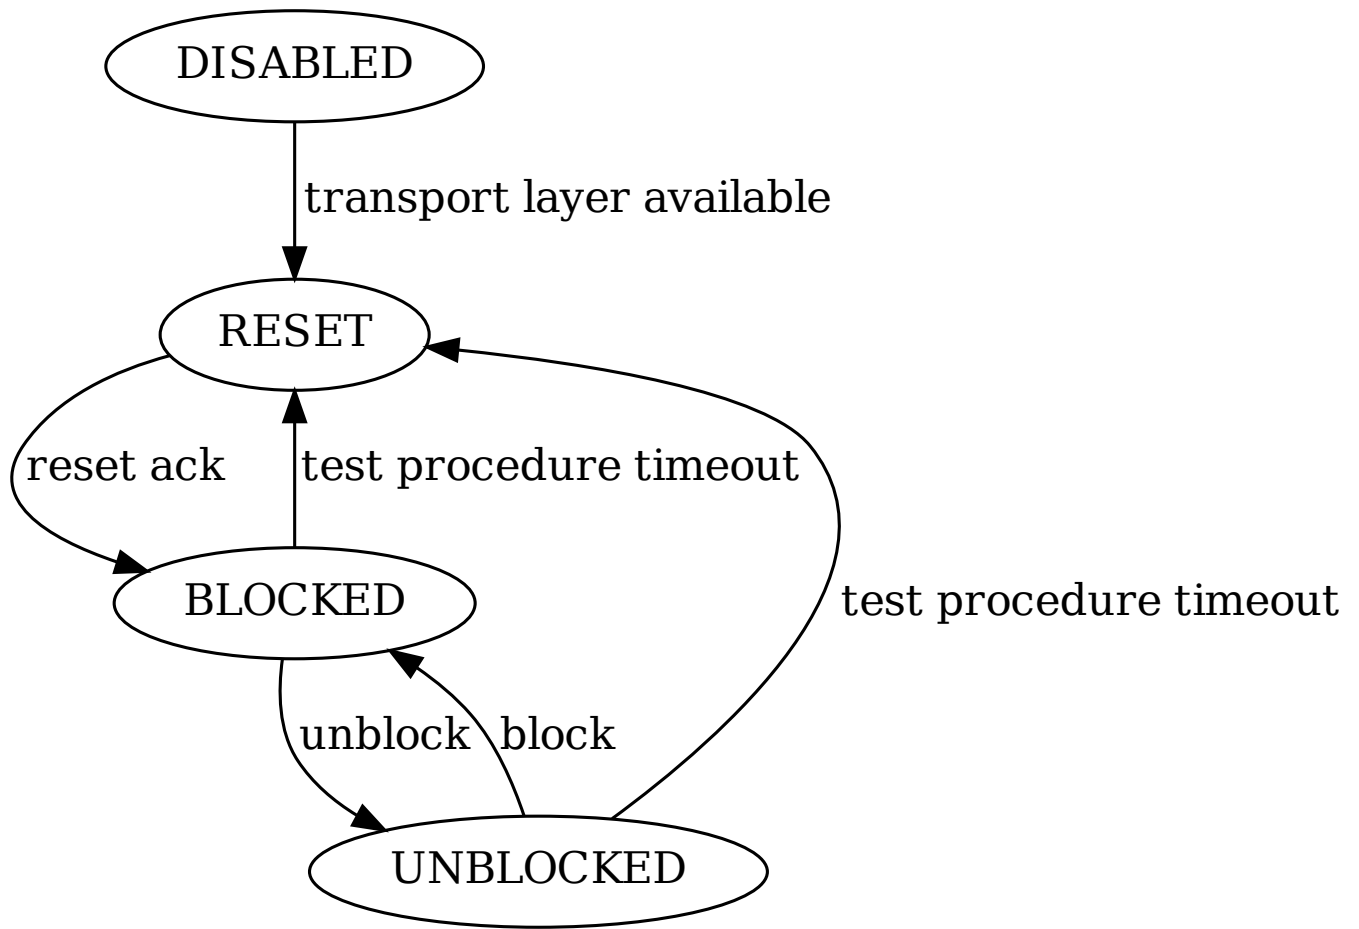 DISABLED
transport layer available
RESET
reset ack
test procedure timeout
BLOCKED
test procedure timeout
unblock
block
UNBLOCKED